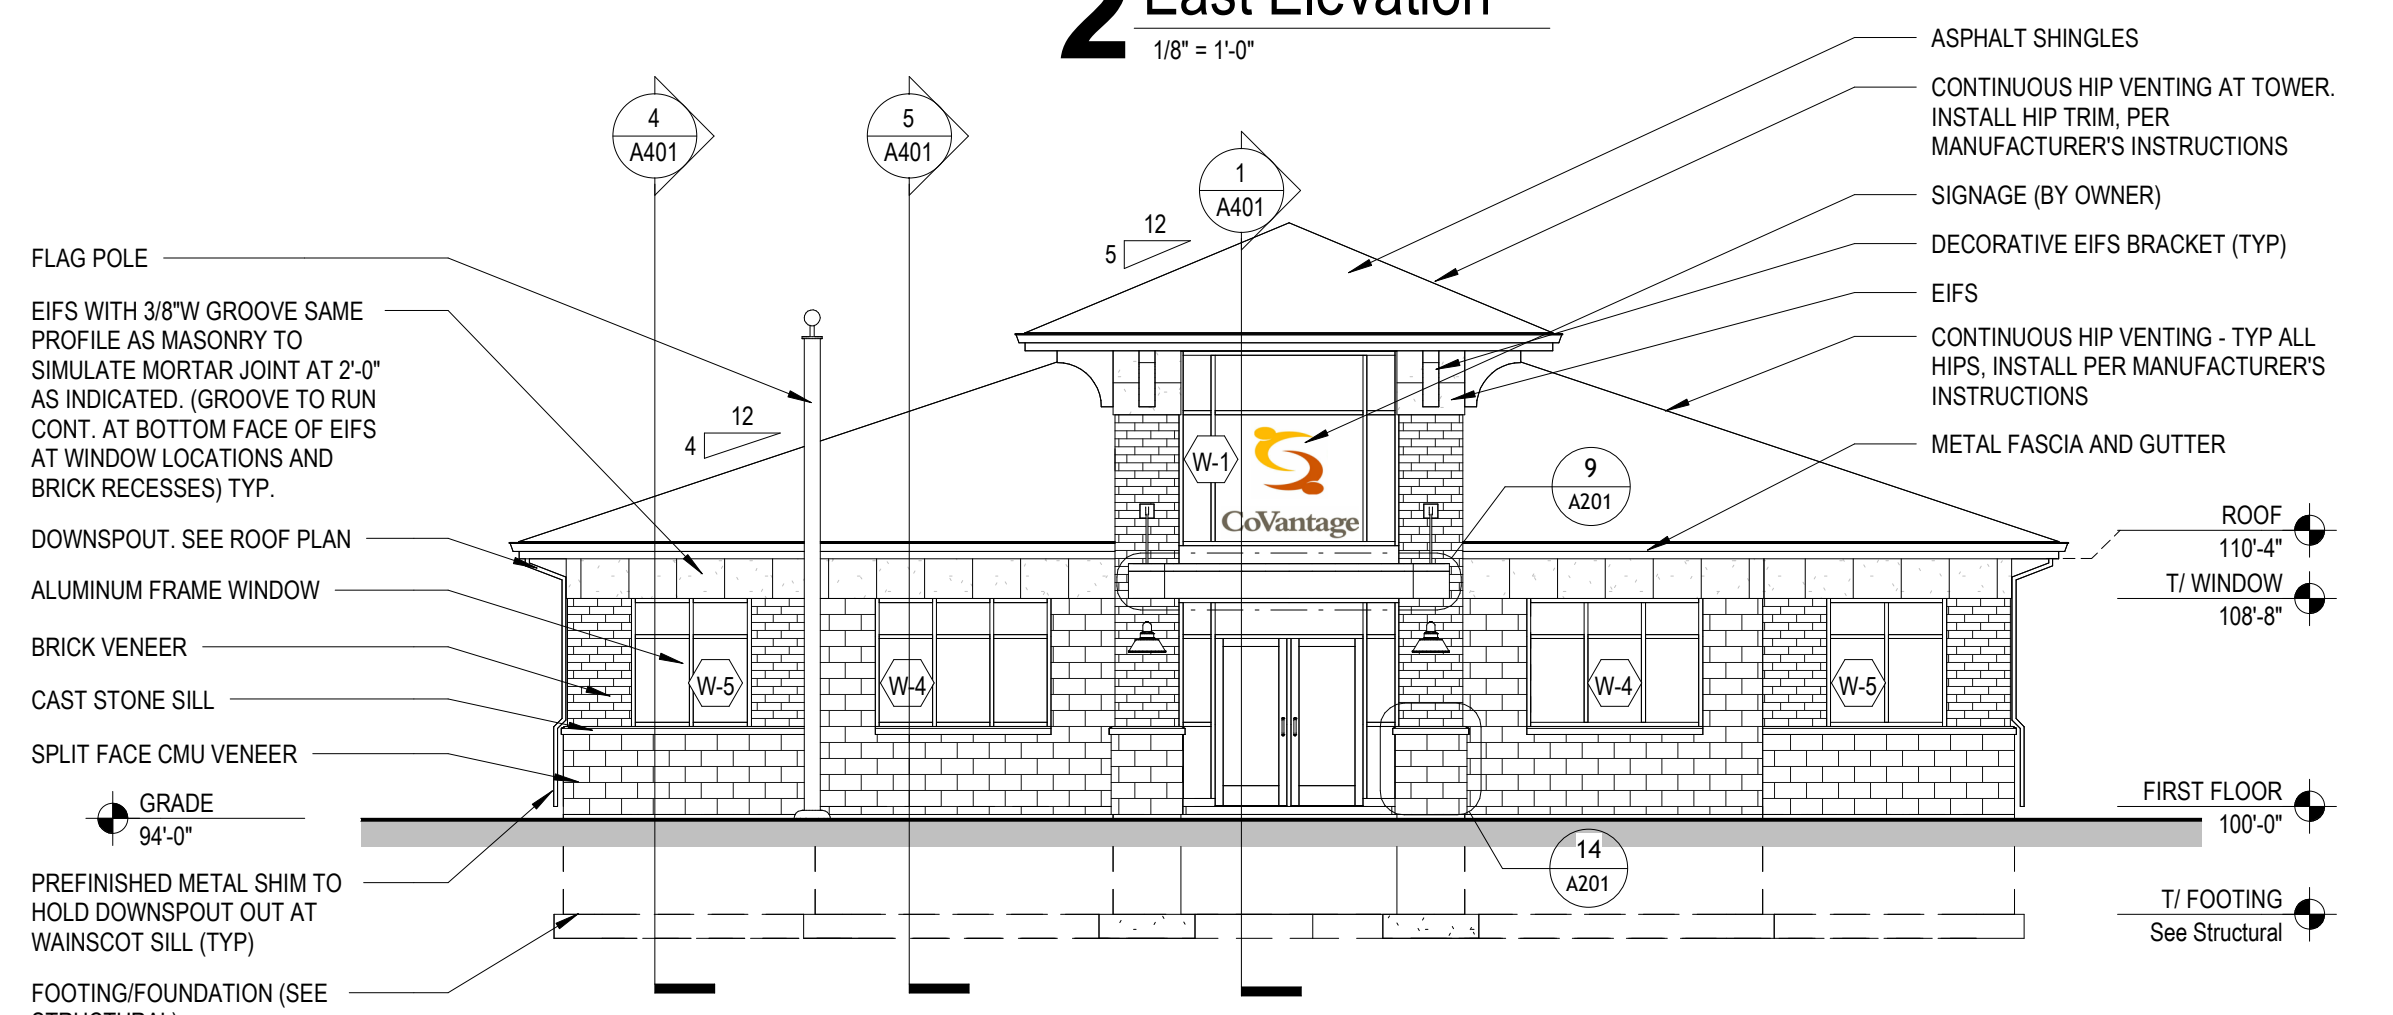 2 East Elevation
1/8" = 1'-0"
4
A401
5
A401
1
A401
12
5
12
4
FLAG POLE
EIFS WITH 3/8"W GROOVE SAME
PROFILE AS MASONRY TO
SIMULATE MORTAR JOINT AT 2'-0"
AS INDICATED. (GROOVE TO RUN
CONT. AT BOTTOM FACE OF EIFS
AT WINDOW LOCATIONS AND
BRICK RECESSES) TYP.
DOWNSPOUT. SEE ROOF PLAN
ALUMINUM FRAME WINDOW
BRICK VENEER
CAST STONE SILL
SPLIT FACE CMU VENEER
GRADE
94'-0"
PREFINISHED METAL SHIM TO
HOLD DOWNSPOUT OUT AT
WAINSCOT SILL (TYP)
FOOTING/FOUNDATION (SEE
STRUCTURAL)
W-1
CoVantage
W-5
W-4
W-4
W-5
9
A201
14
A201
ASPHALT SHINGLES
CONTINUOUS HIP VENTING AT TOWER.
INSTALL HIP TRIM, PER
MANUFACTURER'S INSTRUCTIONS
SIGNAGE (BY OWNER)
DECORATIVE EIFS BRACKET (TYP)
EIFS
CONTINUOUS HIP VENTING - TYP ALL
HIPS, INSTALL PER MANUFACTURER'S
INSTRUCTIONS
METAL FASCIA AND GUTTER
ROOF
110'-4"
T/ WINDOW
108'-8"
FIRST FLOOR
100'-0"
T/ FOOTING
See Structural